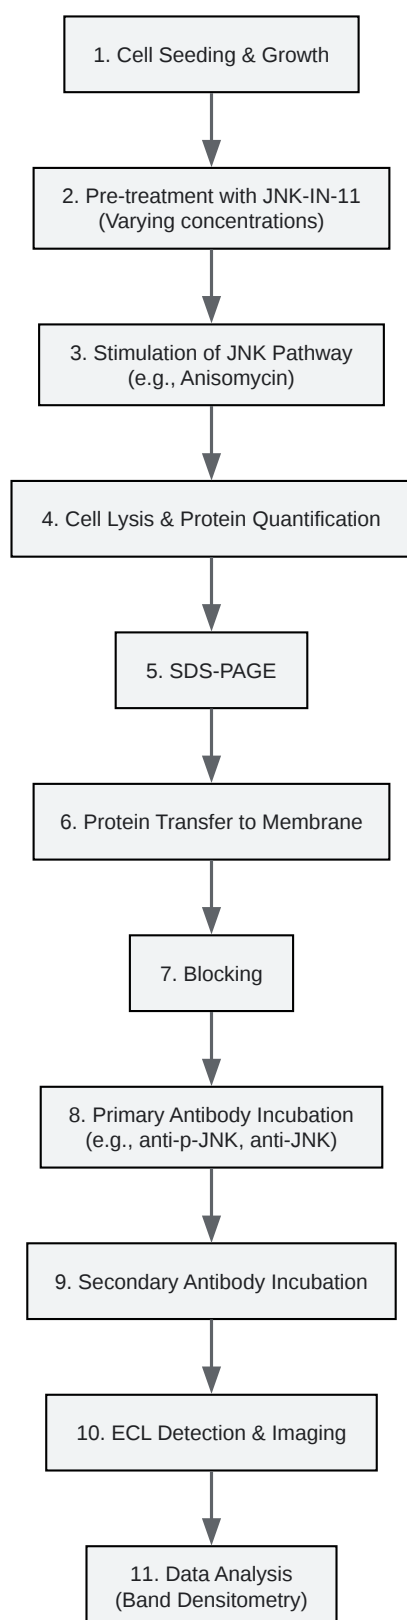 1. Cell Seeding & Growth
2. Pre-treatment with JNK-IN-11
(Varying concentrations)
3. Stimulation of JNK Pathway
(e.g., Anisomycin)
4. Cell Lysis & Protein Quantification
5. SDS-PAGE
6. Protein Transfer to Membrane
7. Blocking
8. Primary Antibody Incubation
(e.g., anti-p-JNK, anti-JNK)
9. Secondary Antibody Incubation
10. ECL Detection & Imaging
11. Data Analysis
(Band Densitometry)